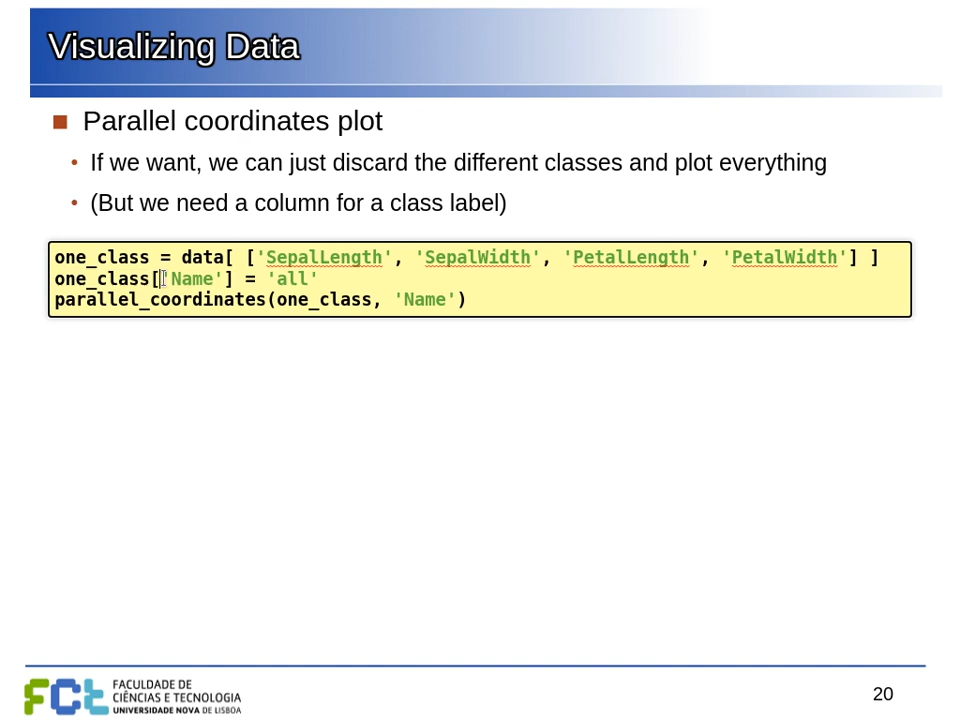 Visualizing Data
Parallel coordinates plot
• If we want, we can just discard the different classes and plot everything
• (But we need a column for a class label)
one_class = data[ ['SepalLength', 'SepalWidth', 'PetalLength', 'PetalWidth'] ]
one_class['Name'] = 'all'
parallel_coordinates(one_class, 'Name')
FCT FACULDADE DE
CIÊNCIAS E TECNOLOGIA
UNIVERSIDADE NOVA DE LISBOA
20